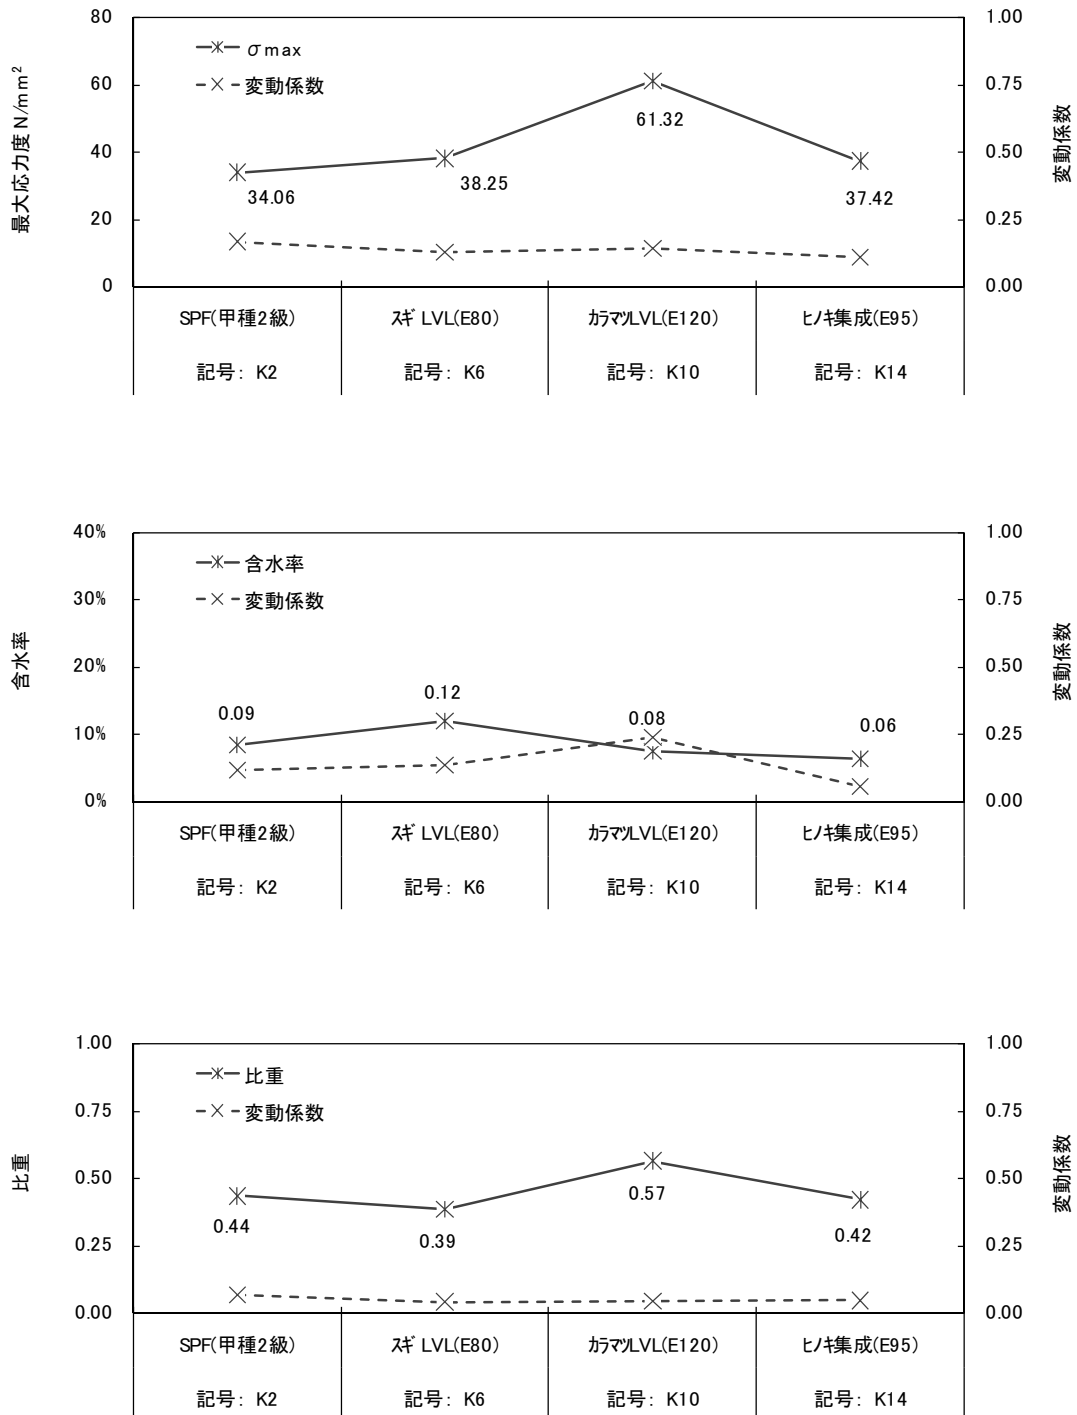 最大応力度 N/mm²
80
60
40
20
0
σmax
変動係数
34.06
38.25
61.32
37.42
1.00
0.75
0.50
0.25
0.00
変動係数
SPF(甲種2級) スギLVL(E80) カラマツLVL(E120) ヒノキ集成(E95)
記号: K2 記号: K6 記号: K10 記号: K14
含水率
40%
30%
20%
10%
0%
含水率
変動係数
0.09
0.12
0.08
0.06
1.00
0.75
0.50
0.25
0.00
変動係数
SPF(甲種2級) スギLVL(E80) カラマツLVL(E120) ヒノキ集成(E95)
記号: K2 記号: K6 記号: K10 記号: K14
比重
1.00
0.75
0.50
0.25
0.00
比重
変動係数
0.44
0.39
0.57
0.42
1.00
0.75
0.50
0.25
0.00
変動係数
SPF(甲種2級) スギLVL(E80) カラマツLVL(E120) ヒノキ集成(E95)
記号: K2 記号: K6 記号: K10 記号: K14